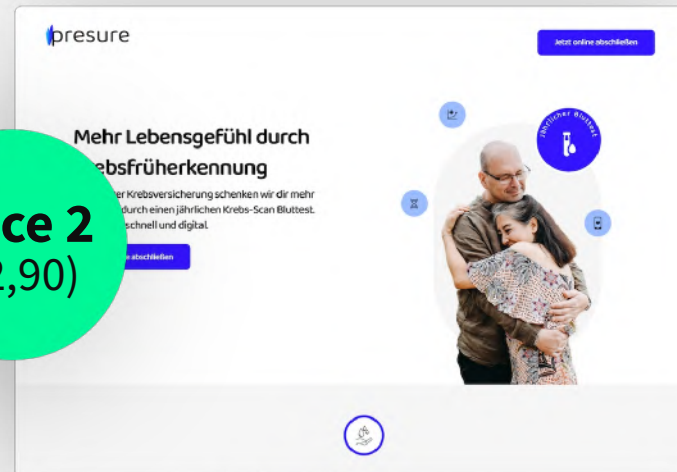 presure
Jetzt online abschließen
Jährlicher Bluttest
Mehr Lebensgefühl durch
ebsfrüherkennung
er Krebsversicherung schenken wir dir mehr
durch einen jährlichen Krebs-Scan Bluttest.
schnell und digital.
abschließen
ce 2
2,90)